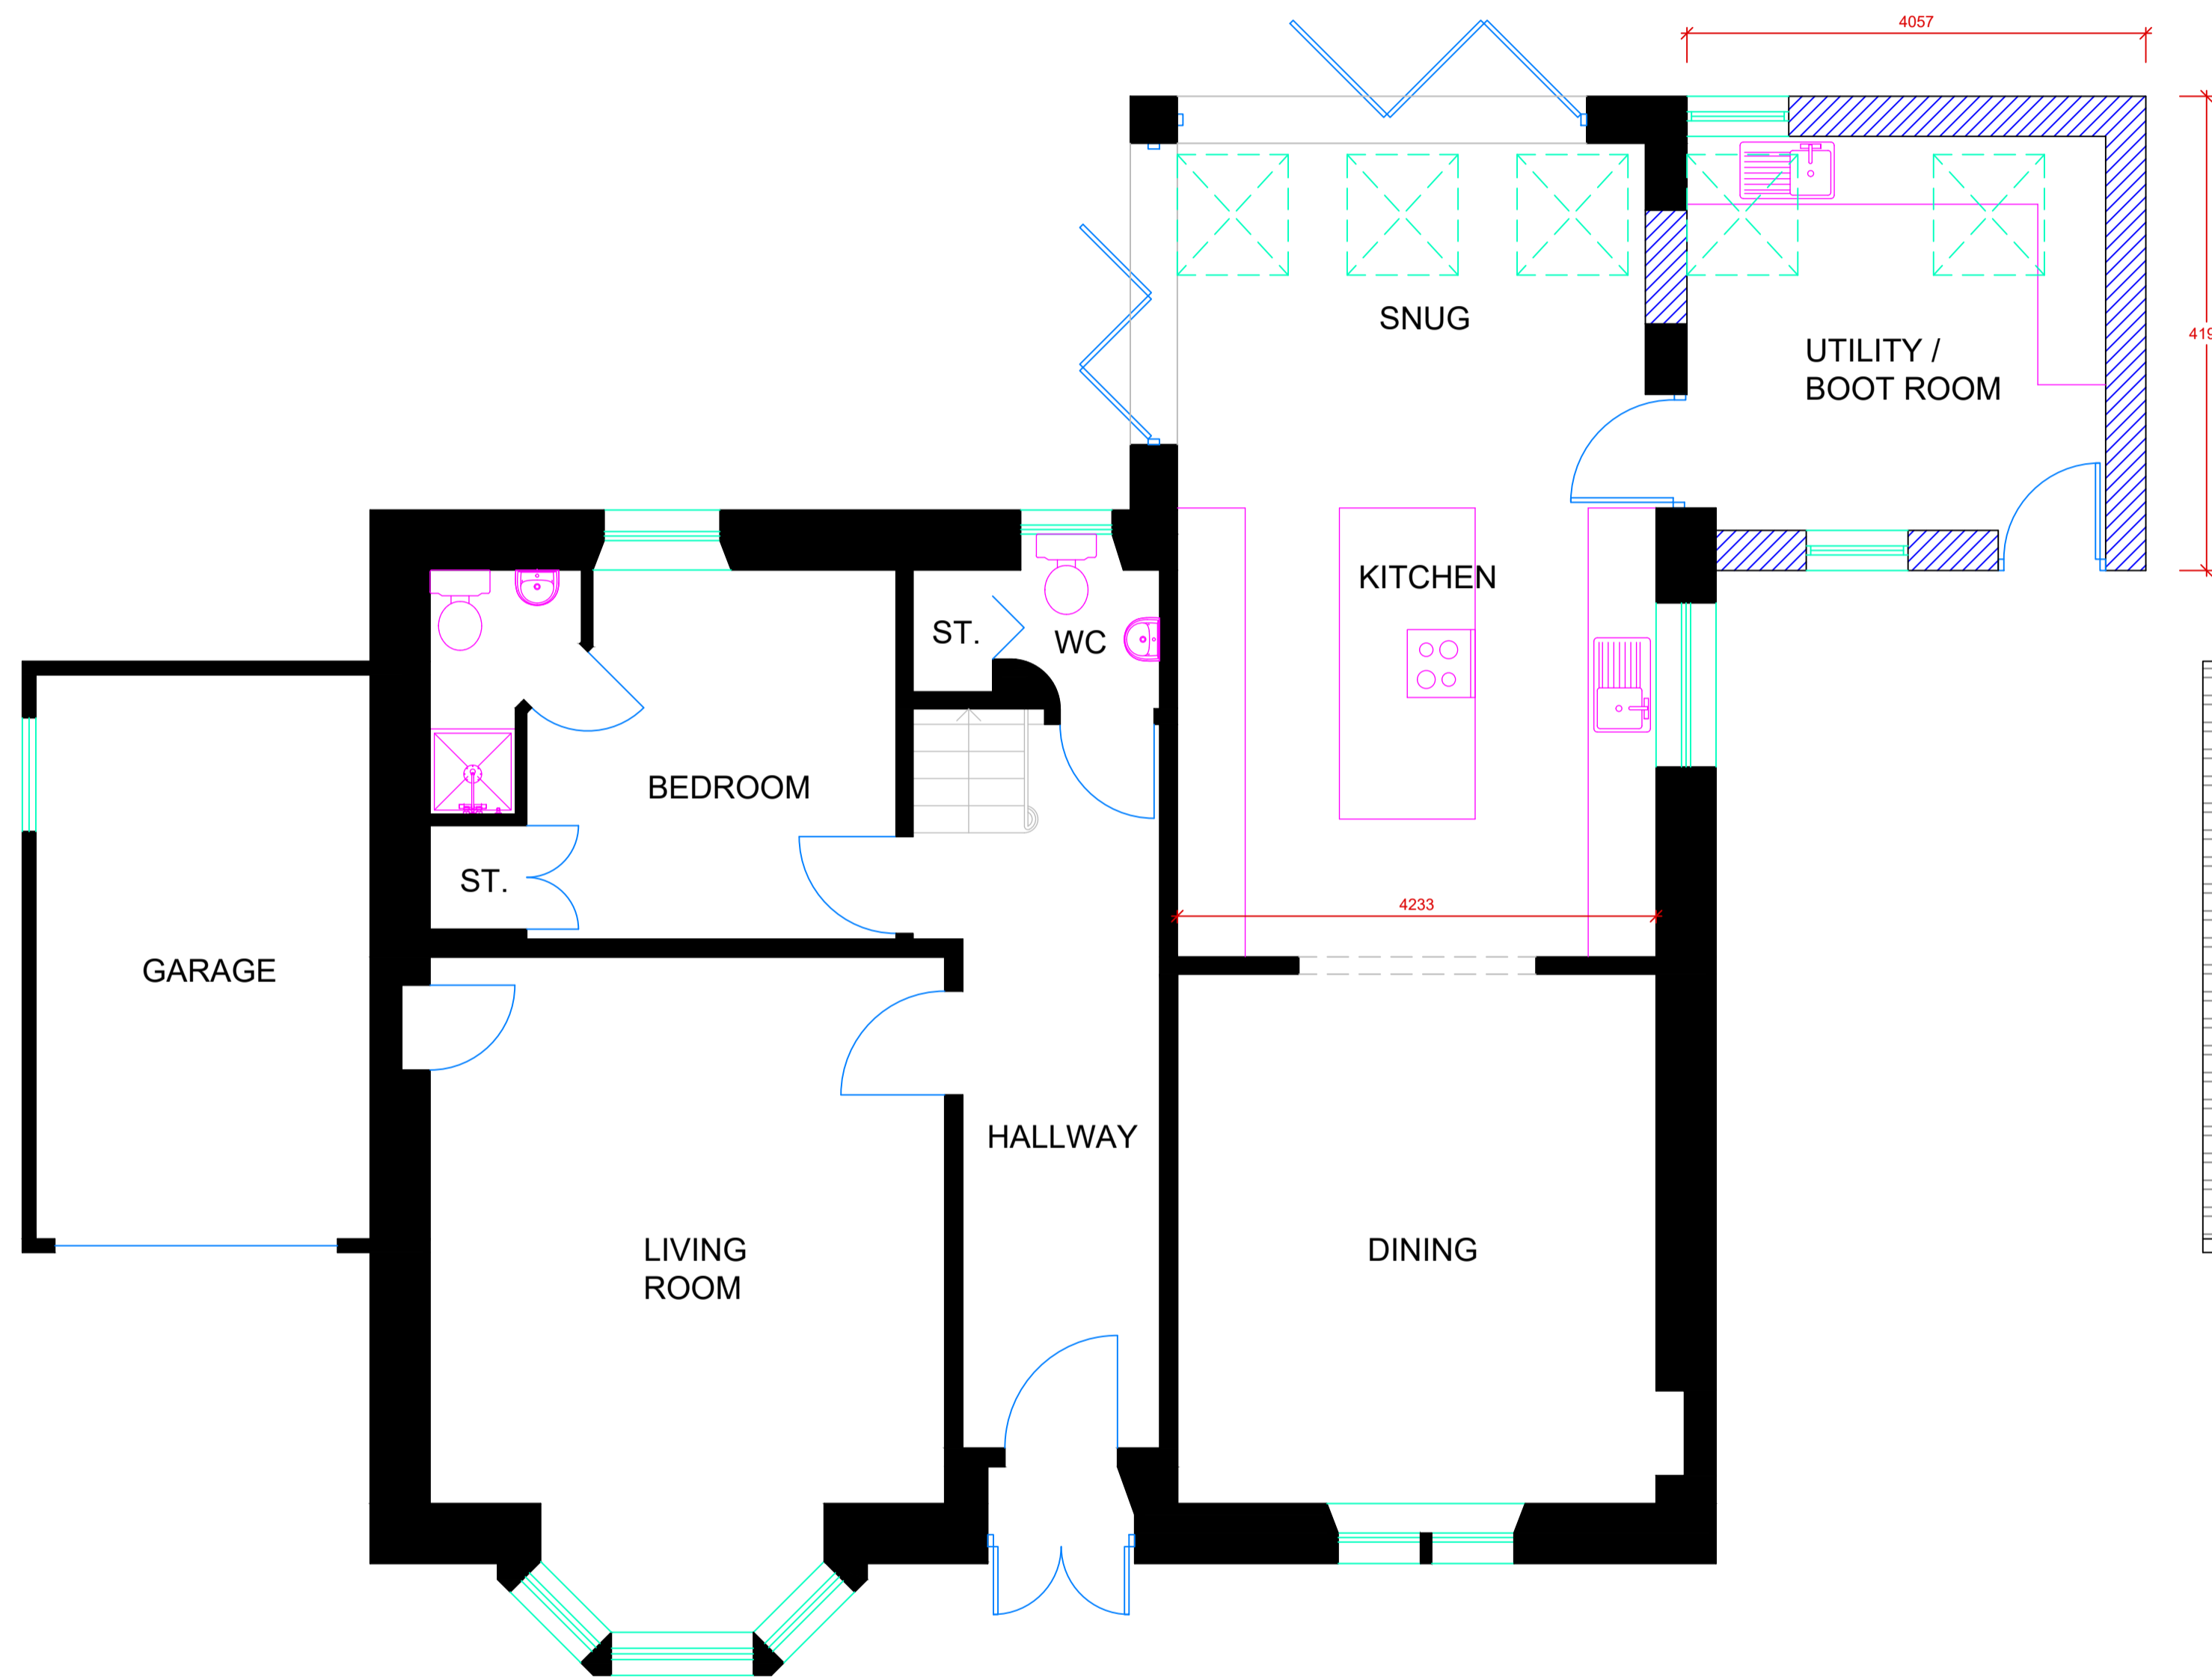 4057
SNUG
UTILITY /
BOOT ROOM
KITCHEN
ST.
WC
BEDROOM
ST.
4233
GARAGE
HALLWAY
LIVING
ROOM
DINING